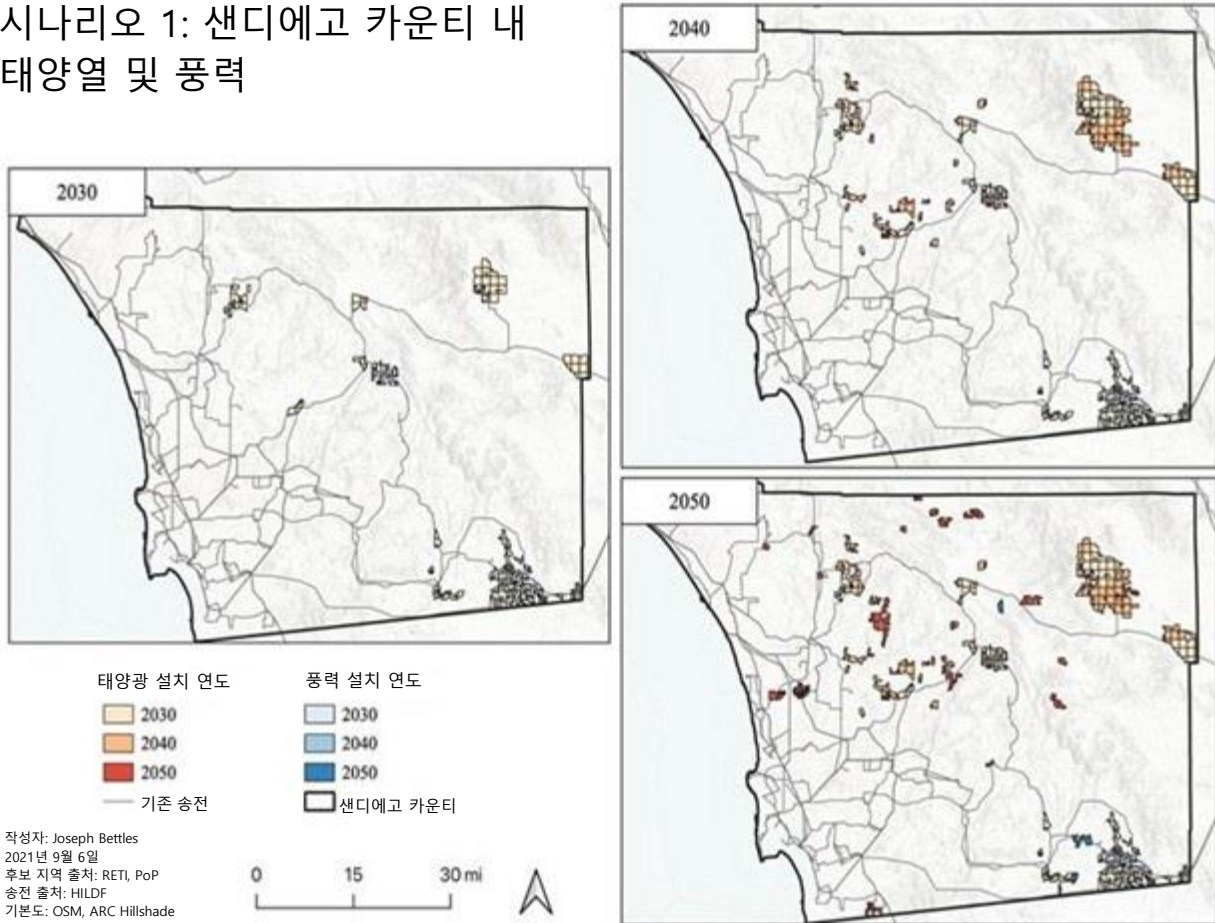 시나리오 1: 샌디에고 카운티 내
태양열 및 풍력
2030
2040
2050
태양광 설치 연도
2030
2040
2050
기존 송전
풍력 설치 연도
2030
2040
2050
샌디에고 카운티
작성자: Joseph Bettles
2021년 9월 6일
후보 지역 출처: RETI, PoP
송전 출처: HILDF
기본도: OSM, ARC Hillshade
0 15 30 mi